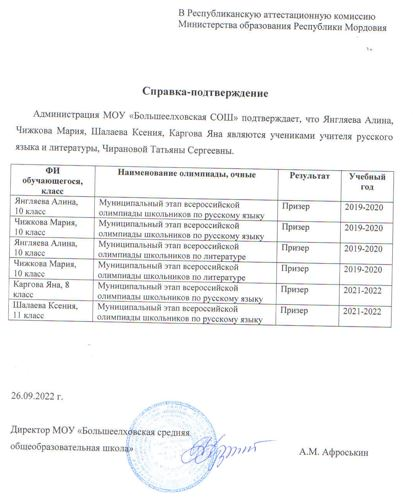 В Республиканскую аттестационную комиссию
Министерства образования Республики Мордовия
Справка-подтверждение
Администрация МОУ «Большеелховская СОШ» подтверждает, что Янгляева Алина,
Чижкова Мария, Шалаева Ксения, Каргова Яна являются учениками учителя русского
языка и литературы, Чирановой Татьяны Сергеевны.
ФИ обучающегося, класс Наименование олимпиады, очные Результат Учебный год
Янгляева Алина, 10 класс Муниципальный этап всероссийской олимпиады школьников по русскому языку Призер 2019-2020
Чижкова Мария, 10 класс Муниципальный этап всероссийской олимпиады школьников по русскому языку Призер 2019-2020
Янгляева Алина, 10 класс Муниципальный этап всероссийской олимпиады школьников по литературе Призер 2019-2020
Чижкова Мария, 10 класс Муниципальный этап всероссийской олимпиады школьников по литературе Призер 2019-2020
Каргова Яна, 8 класс Муниципальный этап всероссийской олимпиады школьников по русскому языку Призер 2021-2022
Шалаева Ксения, 11 класс Муниципальный этап всероссийской олимпиады школьников по русскому языку Призер 2021-2022
26.09.2022 г.
Директор МОУ «Большеелховская средняя
общеобразовательная школа» А.М. Афроськин